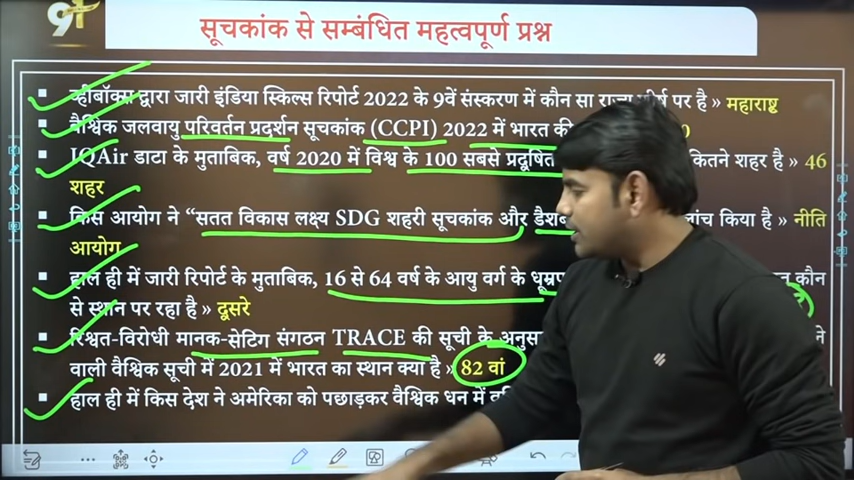 91
सूचकांक से सम्बंधित महत्वपूर्ण प्रश्न
व्हीबॉक्स द्वारा जारी इंडिया स्किल्स रिपोर्ट 2022 के 9वें संस्करण में कौन सा राज्य शीर्ष पर है » महाराष्ट्र
वैश्विक जलवायु परिवर्तन प्रदर्शन सूचकांक (CCPI) 2022 में भारत की
IQAir डाटा के मुताबिक, वर्ष 2020 में विश्व के 100 सबसे प्रदूषित कितने शहर है » 46
शहर
किस आयोग ने “सतत विकास लक्ष्य SDG शहरी सूचकांक और लांच किया है » नीति
आयोग
हाल ही में जारी रिपोर्ट के मुताबिक, 16 से 64 वर्ष के आयु वर्ग के कौन
से स्थान पर रहा है » दूसरे
रिश्वत-विरोधी मानक-सेटिग संगठन TRACE की सूची के ने
वाली वैश्विक सूची में 2021 में भारत का स्थान क्या है » 82 वां
हाल ही में किस देश ने अमेरिका को पछाड़कर वैश्विक धन में